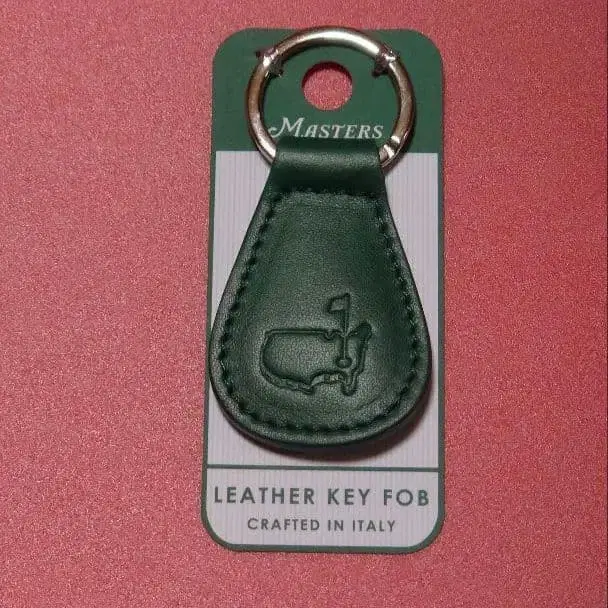 MASTERS
LEATHER KEY FOB
CRAFTED IN ITALY